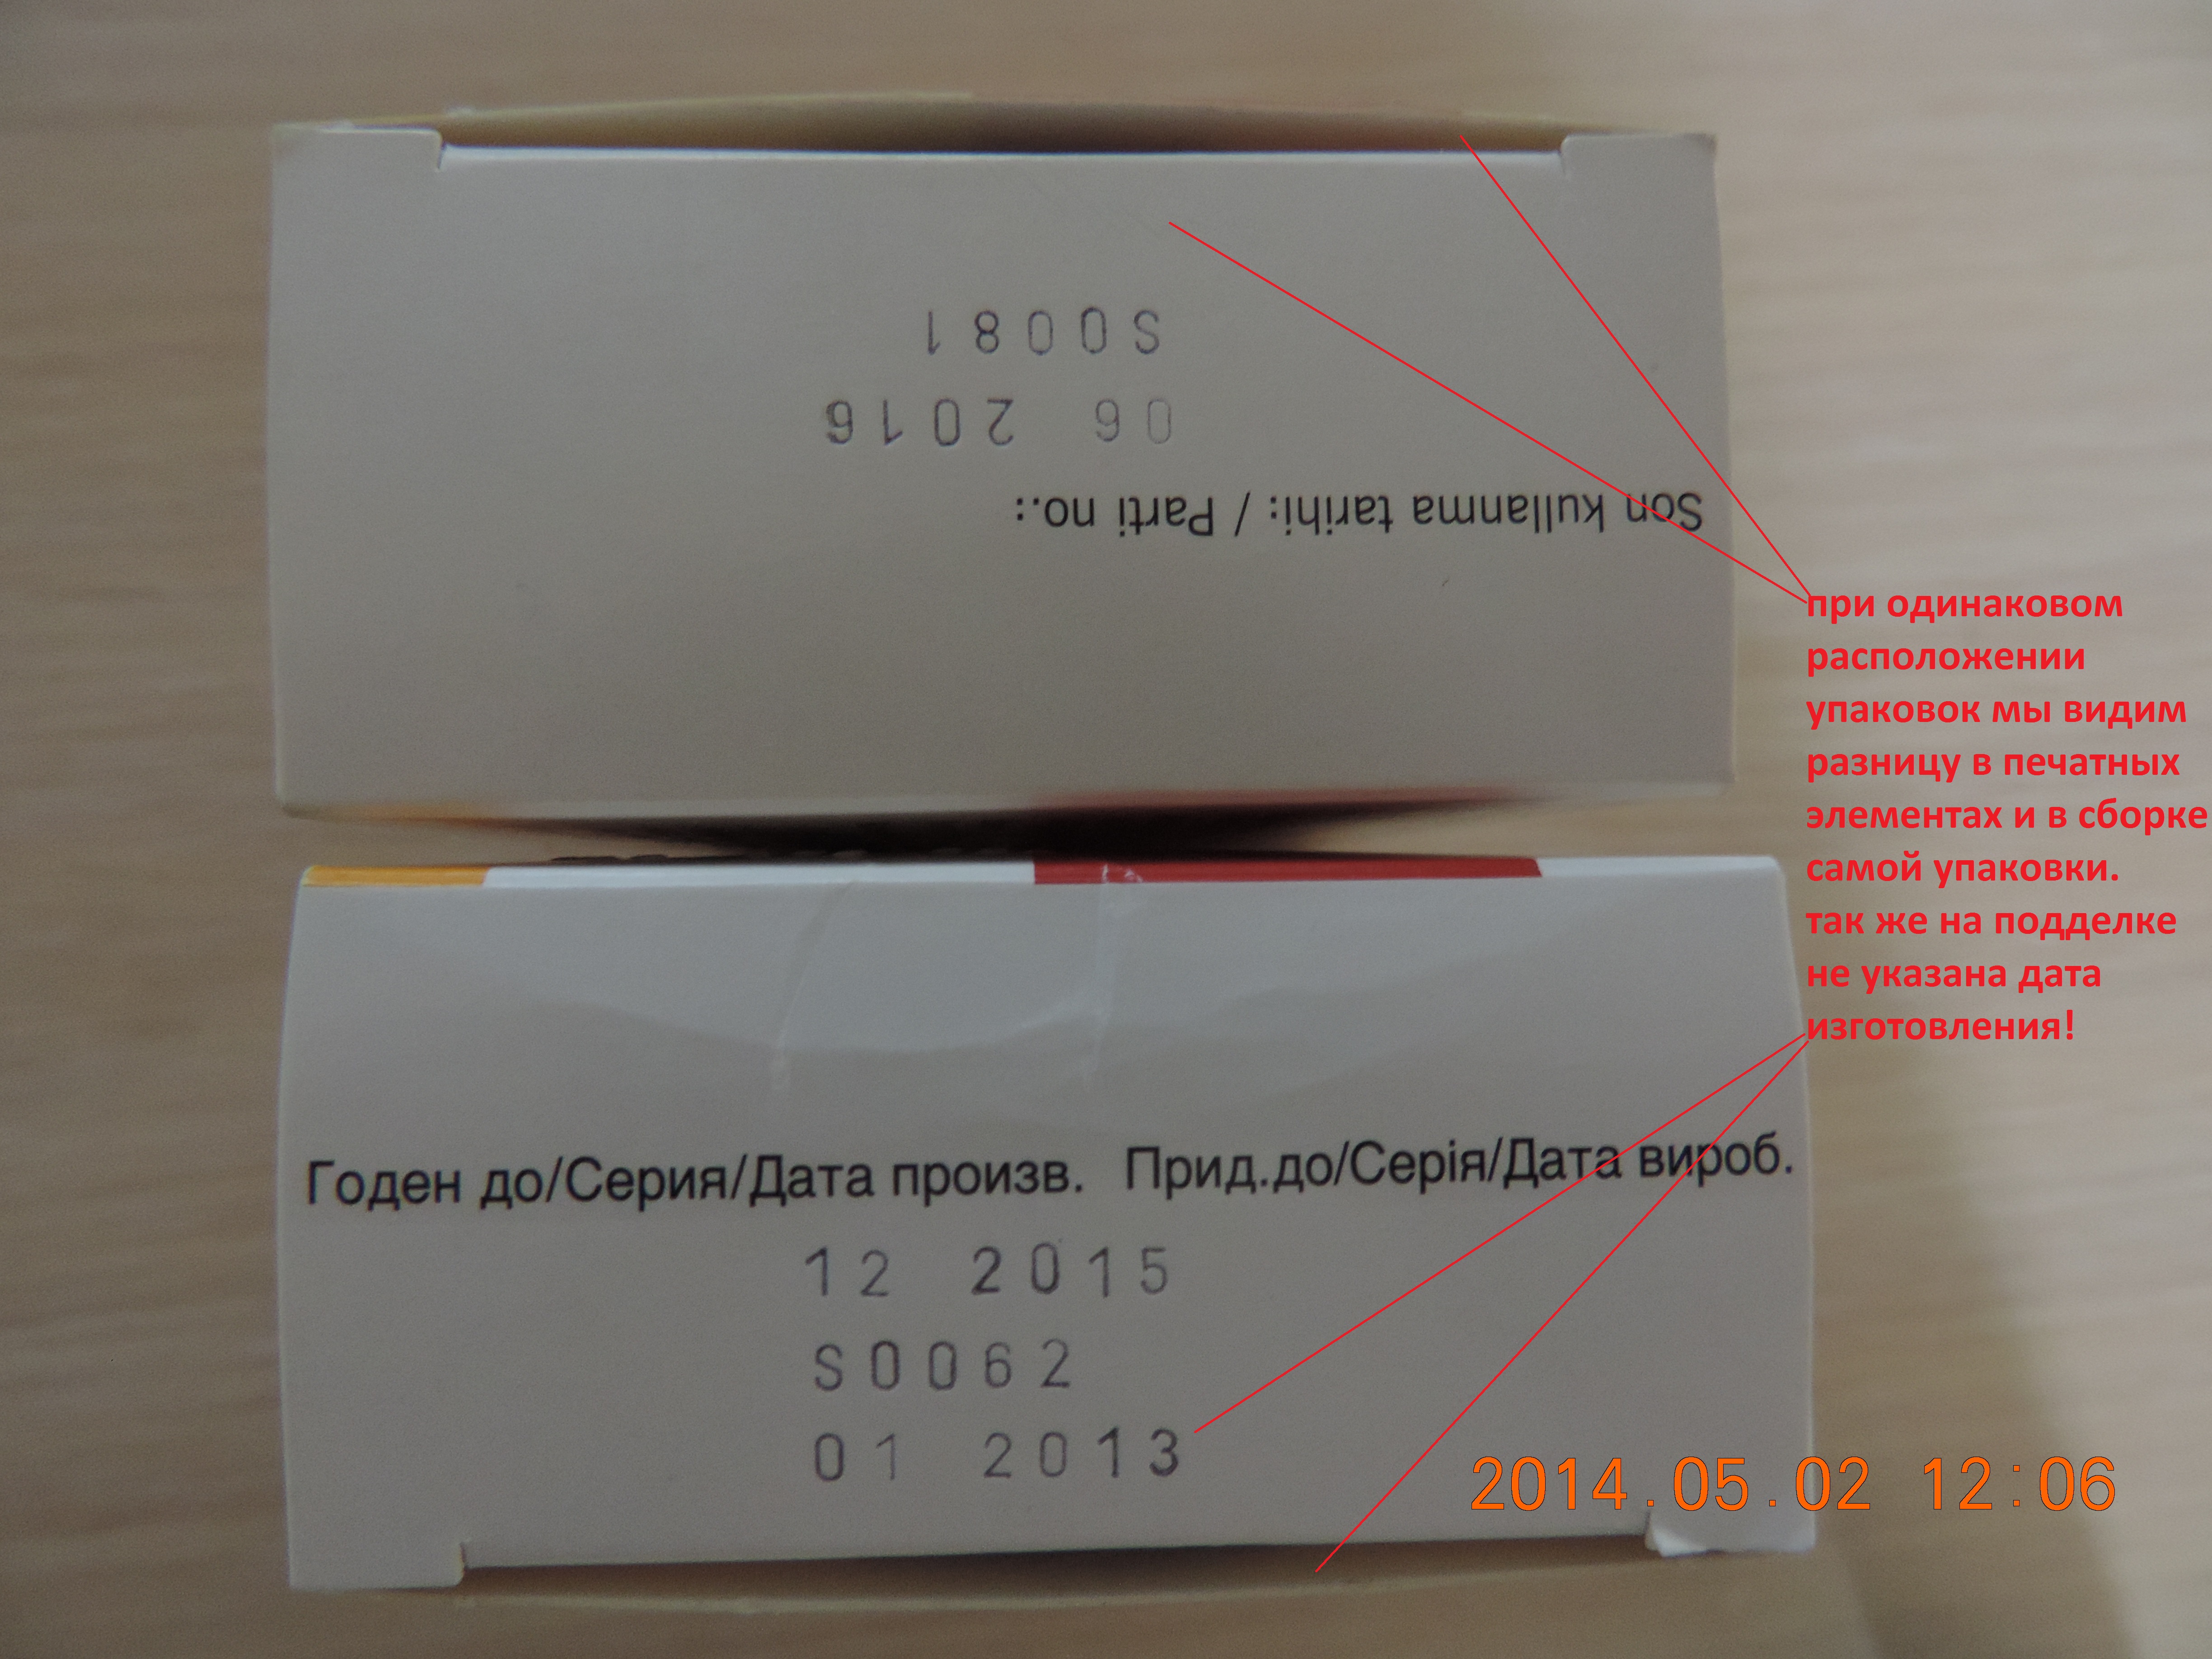 S0081
06 2016
Son kullanma tarihi: / Parti no.:
при одинаковом
расположении
упаковок мы видим
разницу в печатных
элементах и в сборке
самой упаковки.
так же на подделке
не указана дата
изготовления!
Годен до/Серия/Дата произв. Прид.до/Серія/Дата вироб.
12 2015
S0062
01 2013
2014.05.02 12:06